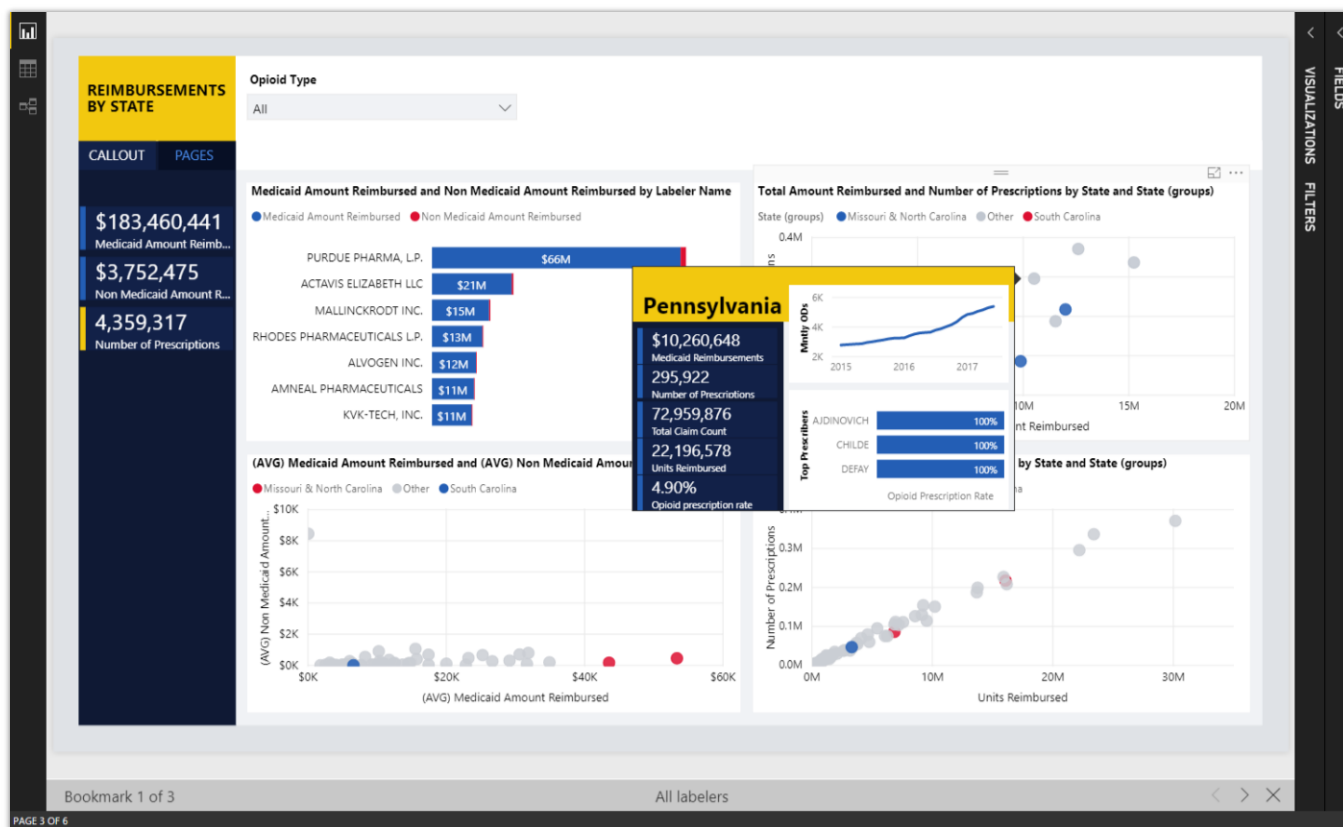 REIMBURSEMENTS
BY STATE
Opioid Type
All
CALLOUT PAGES
$183,460,441
Medicaid Amount Reimb...
$3,752,475
Non Medicaid Amount R...
4,359,317
Number of Prescriptions
Medicaid Amount Reimbursed and Non Medicaid Amount Reimbursed by Labeler Name
Medicaid Amount Reimbursed Non Medicaid Amount Reimbursed
PURDUE PHARMA, L.P. $66M
ACTAVIS ELIZABETH LLC $21M
MALLINCKRODT INC. $15M
RHODES PHARMACEUTICALS L.P. $13M
ALVOGEN INC. $12M
AMNEAL PHARMACEUTICALS $11M
KVK-TECH, INC. $11M
Total Amount Reimbursed and Number of Prescriptions by State and State (groups)
State (groups) Missouri & North Carolina Other South Carolina
0.4M
10M 15M 20M
nt Reimbursed
Pennsylvania
$10,260,648
Medicaid Reimbursements
295,922
Number of Prescriptions
72,959,876
Total Claim Count
22,196,578
Units Reimbursed
4.90%
Opioid prescription rate
Mntly ODs
6K
4K
2K
2015 2016 2017
Top Prescribers
AJDINOVICH 100%
CHILDE 100%
DEFAY 100%
Opioid Prescription Rate
(AVG) Medicaid Amount Reimbursed and (AVG) Non Medicaid Amou
Missouri & North Carolina Other South Carolina
(AVG) Non Medicaid Amount...
$10K
$8K
$6K
$4K
$2K
$0K
$0K $20K $40K $60K
(AVG) Medicaid Amount Reimbursed
by State and State (groups)
Number of Prescriptions
0.3M
0.2M
0.1M
0.0M
0M 10M 20M 30M
Units Reimbursed
VISUALIZATIONS
FILTERS
FIELDS
Bookmark 1 of 3
All labelers
PAGE 3 OF 6